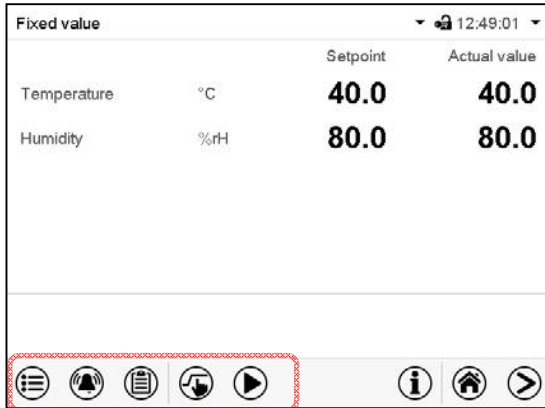 Fixed value 12:49:01
Setpoint Actual value
Temperature °C 40.0 40.0
Humidity %rH 80.0 80.0